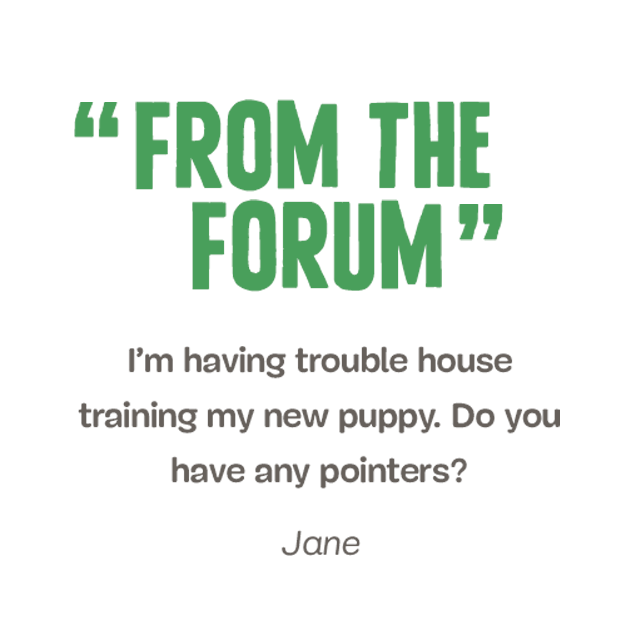 “FROM THE
FORUM”
I’m having trouble house
training my new puppy. Do you
have any pointers?
Jane